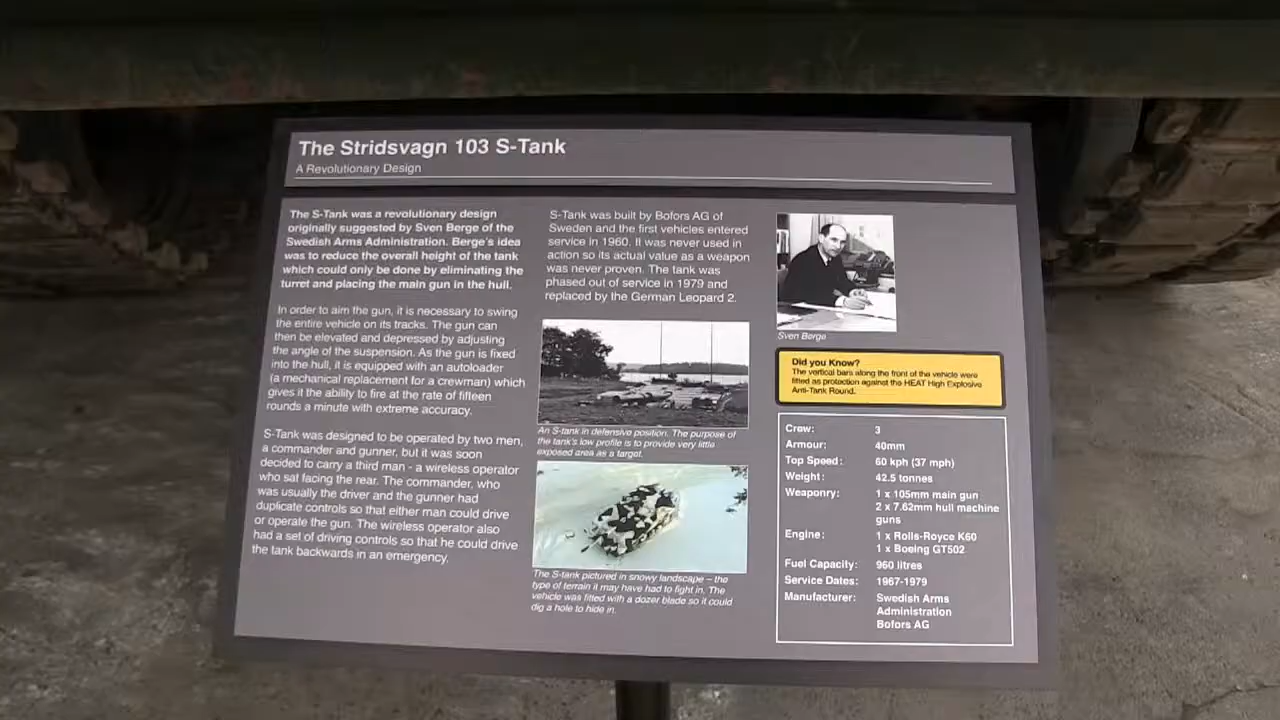 The Stridsvagn 103 S-Tank
A Revolutionary Design
The S-Tank was a revolutionary design
originally suggested by Sven Berge of the
Swedish Arms Administration. Berge's idea
was to reduce the overall height of the tank
which could only be done by eliminating the
turret and placing the main gun in the hull.
In order to aim the gun, it is necessary to swing
the entire vehicle on its tracks. The gun can
then be elevated and depressed by adjusting
the angle of the suspension. As the gun is fixed
into the hull, it is equipped with an autoloader
(a mechanical replacement for a crewman) which
gives it the ability to fire at the rate of fifteen
rounds a minute with extreme accuracy.
S-Tank was designed to be operated by two men,
a commander and gunner, but it was soon
decided to carry a third man - a wireless operator
who sat facing the rear. The commander, who
was usually the driver and the gunner had
duplicate controls so that either man could drive
or operate the gun. The wireless operator also
had a set of driving controls so that he could drive
the tank backwards in an emergency.
S-Tank was built by Bofors AG of
Sweden and the first vehicles entered
service in 1960. It was never used in
action so its actual value as a weapon
was never proven. The tank was
phased out of service in 1979 and
replaced by the German Leopard 2.
An S-tank in defensive position. The purpose of
the tank's low profile is to provide very little
exposed area as a target.
The S-tank pictured in snowy landscape – the
type of terrain it may have had to fight in. The
vehicle was fitted with a dozer blade so it could
dig a hole to hide in.
Sven Berge
Did you Know?
The vertical bars along the front of the vehicle were
fitted as protection against the HEAT High Explosive
Anti-Tank Round.
Crew: 3
Armour: 40mm
Top Speed: 60 kph (37 mph)
Weight: 42.5 tonnes
Weaponry: 1 x 105mm main gun
2 x 7.62mm hull machine
guns
Engine: 1 x Rolls-Royce K60
1 x Boeing GT502
Fuel Capacity: 960 litres
Service Dates: 1967-1979
Manufacturer: Swedish Arms
Administration
Bofors AG